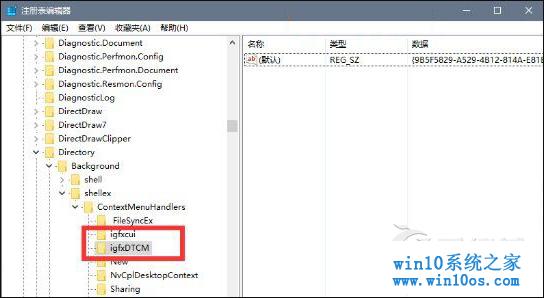 注册表编辑器
文件(F) 编辑(E) 查看(V) 收藏夹(A) 帮助(H)
Diagnostic.Document
Diagnostic.Perfmon.Config
Diagnostic.Perfmon.Document
Diagnostic.Resmon.Config
DiagnosticLog
DirectDraw
DirectDraw7
DirectDrawClipper
Directory
Background
shell
shellex
ContextMenuHandlers
FileSyncEx
igfxcui
igfxDTCM
New
NvCplDesktopContext
Sharing
名称 类型 数据
ab (默认) REG_SZ {9B5F5829-A529-4B12-814A-E81B
win10系统之家
www.win10os.com